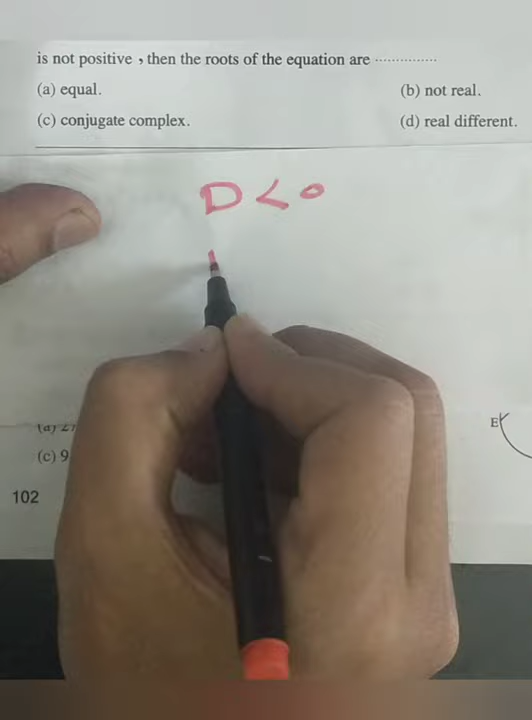 is not positive , then the roots of the equation are ..............
(a) equal.
(b) not real.
(c) conjugate complex.
(d) real different.
D < 0
(c) 9
E
102